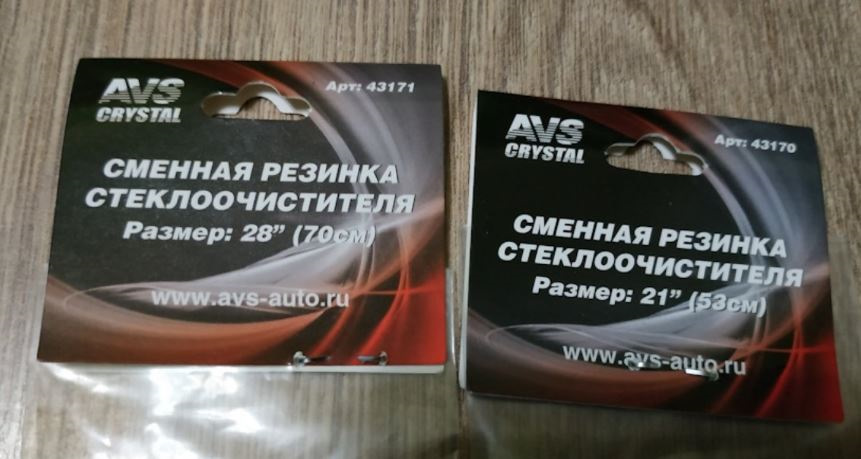 AVS
CRYSTAL
Арт: 43171
СМЕННАЯ РЕЗИНКА
СТЕКЛООЧИСТИТЕЛЯ
Размер: 28” (70см)
www.avs-auto.ru
AVS
CRYSTAL
Арт: 43170
СМЕННАЯ РЕЗИНКА
СТЕКЛООЧИСТИТЕЛЯ
Размер: 21” (53см)
www.avs-auto.ru